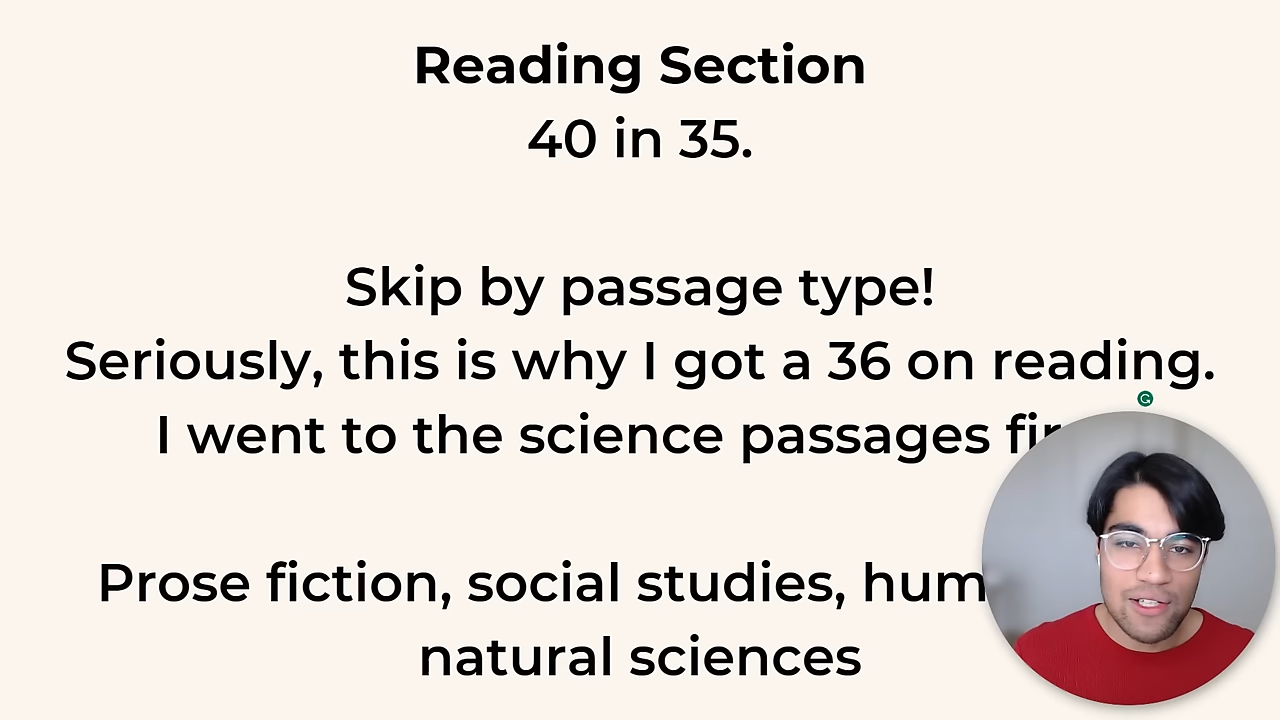 Reading Section
40 in 35.
Skip by passage type!
Seriously, this is why I got a 36 on reading.
I went to the science passages
Prose fiction, social studies,
natural sciences